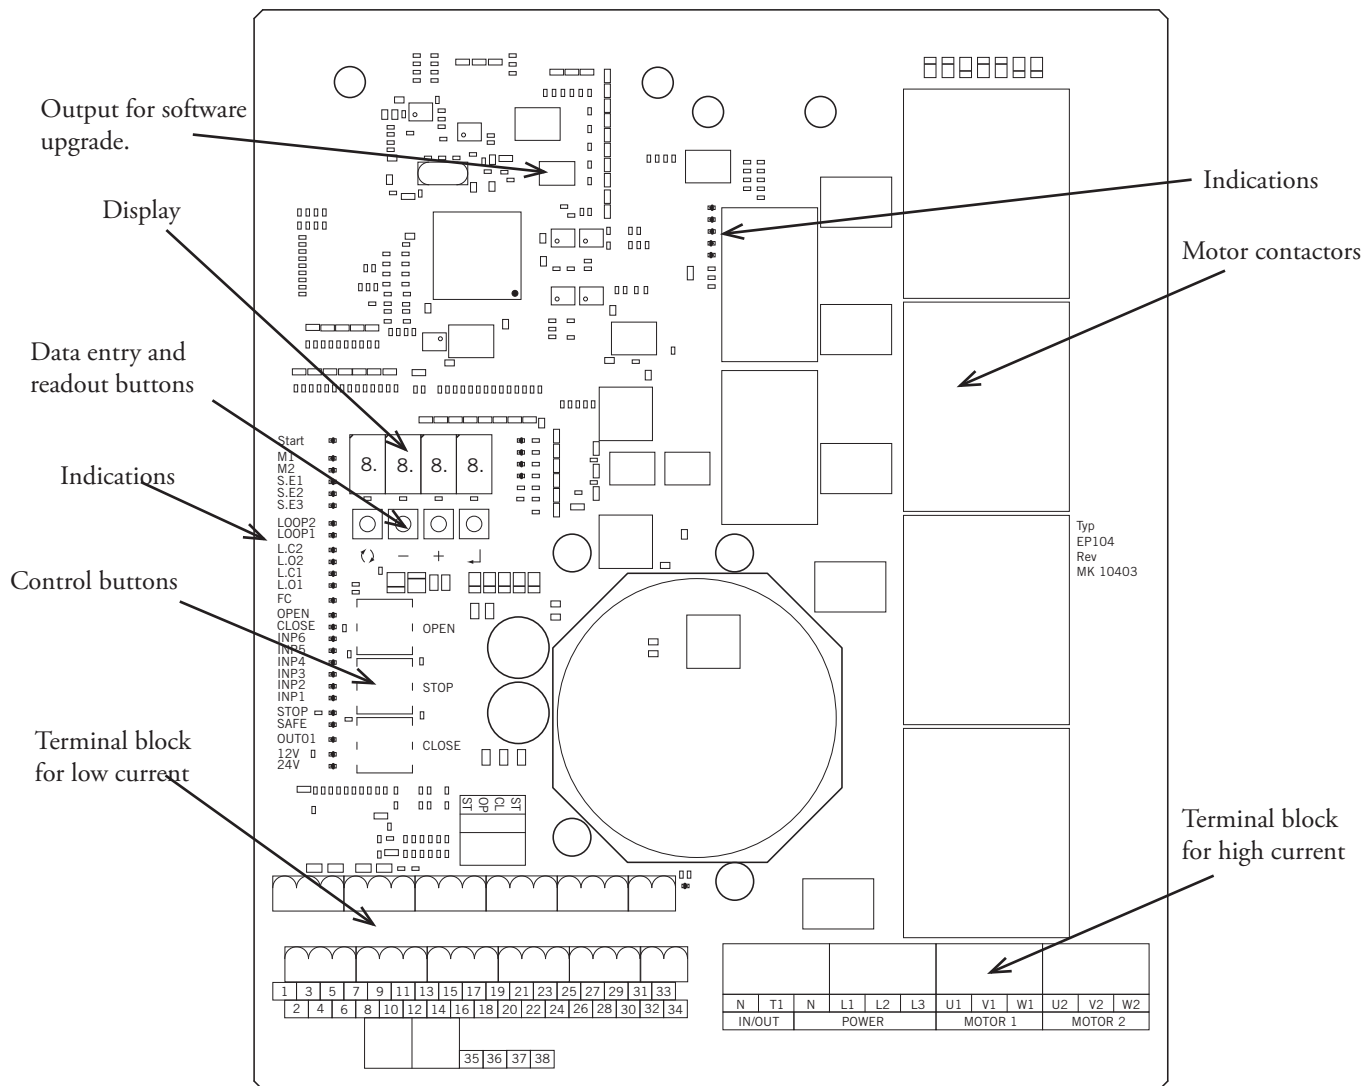 Output for software
upgrade.
Display
Data entry and
readout buttons
Indications
Control buttons
Terminal block
for low current
Indications
Motor contactors
Terminal block
for high current
Start
M1
M2
S.E1
S.E2
S.E3
LOOP2
LOOP1
L.C2
L.O2
L.C1
L.O1
FC
OPEN
CLOSE
INP6
INP5
INP4
INP3
INP2
INP1
STOP
SAFE
OUTO1
12V
24V
8. 8. 8. 8.
− +
OPEN
STOP
CLOSE
ST OP CL ST
Typ
EP104
Rev
MK 10403
1 3 5 7 9 11 13 15 17 19 21 23 25 27 29 31 33
2 4 6 8 10 12 14 16 18 20 22 24 26 28 30 32 34
35 36 37 38
N T1 N L1 L2 L3 U1 V1 W1 U2 V2 W2
IN/OUT POWER MOTOR 1 MOTOR 2